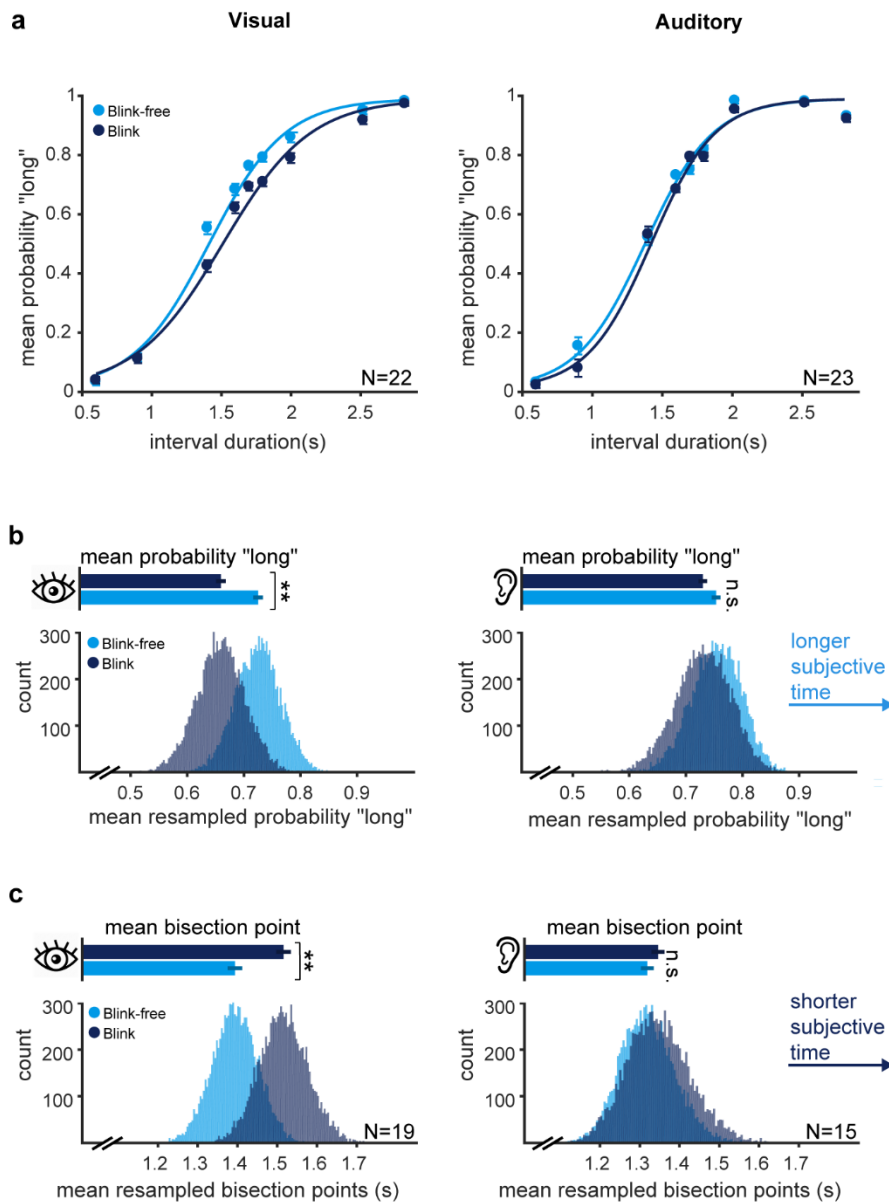 a
Visual
Auditory
1
0.8
0.6
0.4
0.2
0
mean probability "long"
Blink-free
Blink
N=22
0.5 1 1.5 2 2.5
interval duration(s)
1
0.8
0.6
0.4
0.2
0
mean probability "long"
N=23
0.5 1 1.5 2 2.5
interval duration(s)
b
mean probability "long"
**
300
200
100
count
Blink-free
Blink
0.5 0.6 0.7 0.8 0.9
mean resampled probability "long"
mean probability "long"
n.s.
300
200
100
count
0.5 0.6 0.7 0.8 0.9
mean resampled probability "long"
longer
subjective
time
c
mean bisection point
**
300
200
100
count
Blink-free
Blink
N=19
1.2 1.3 1.4 1.5 1.6 1.7
mean resampled bisection points (s)
mean bisection point
n.s.
300
200
100
count
N=15
1.2 1.3 1.4 1.5 1.6 1.7
mean resampled bisection points (s)
shorter
subjective
time